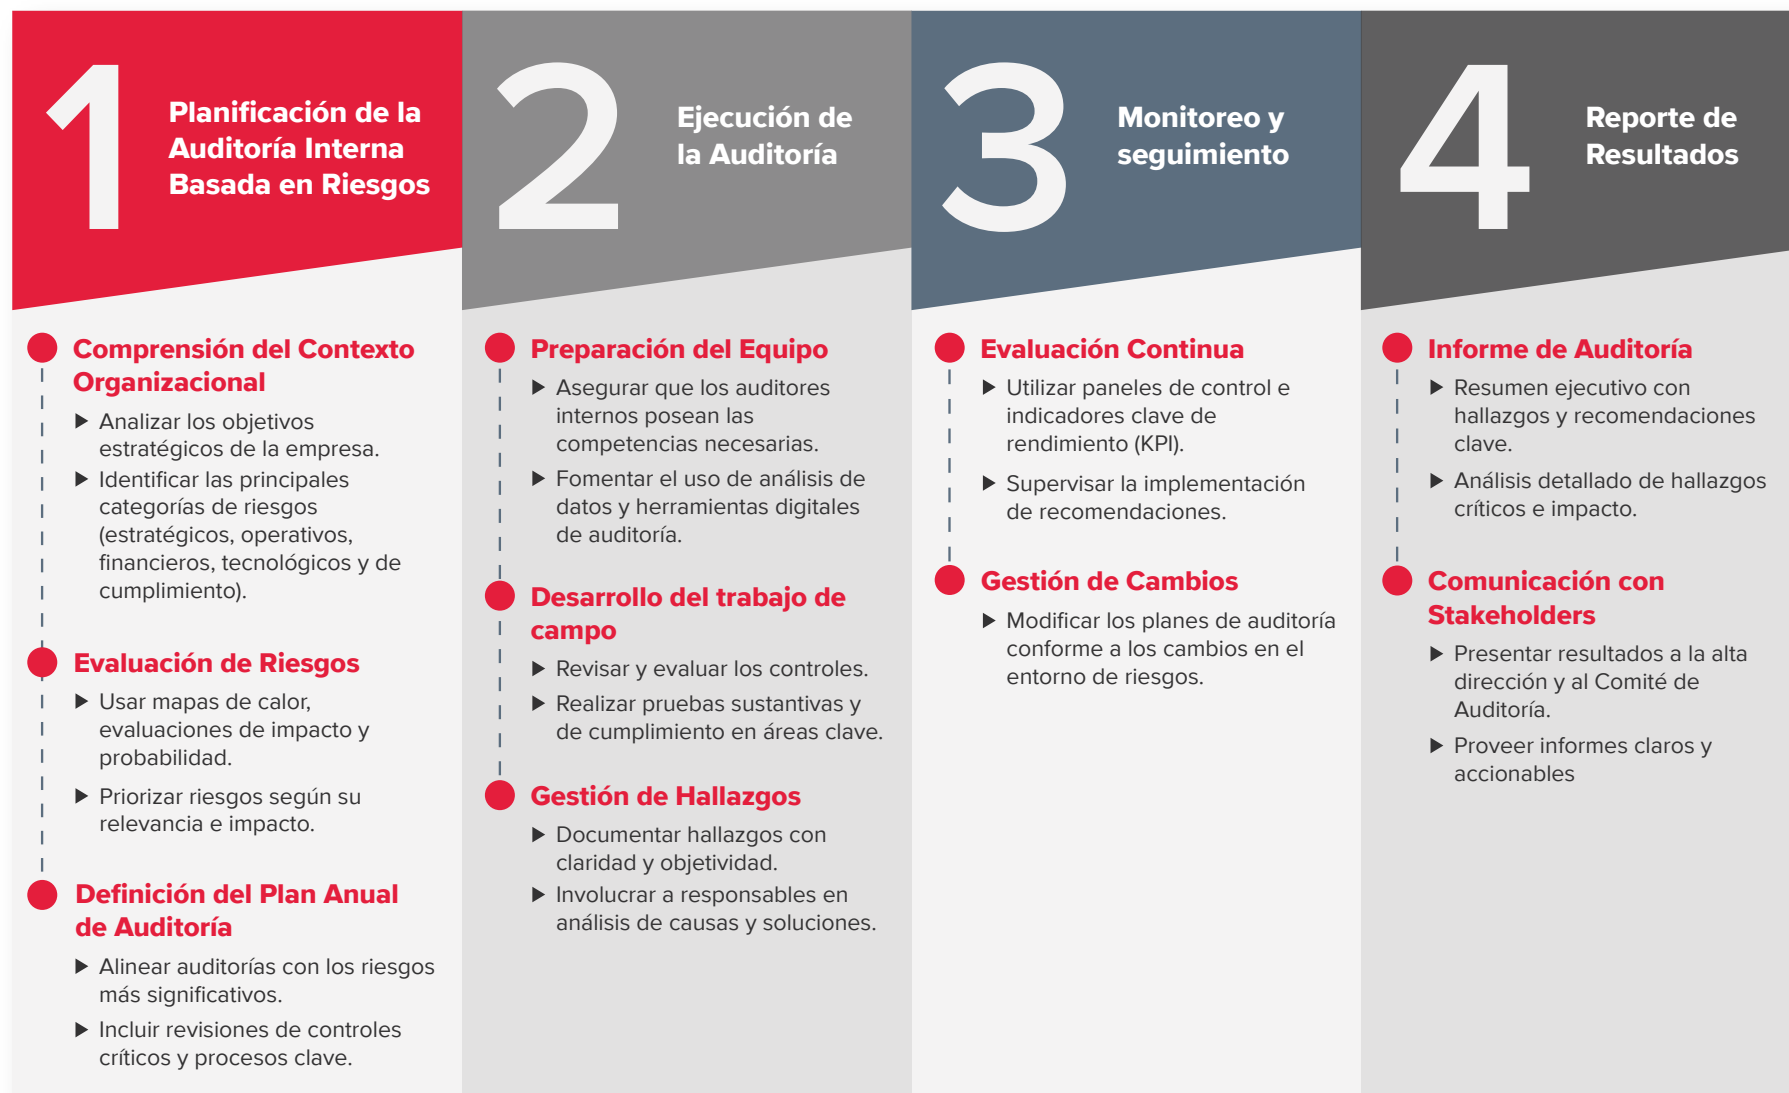 1
Planificación de la
Auditoría Interna
Basada en Riesgos
Comprensión del Contexto
Organizacional
▶ Analizar los objetivos
estratégicos de la empresa.
▶ Identificar las principales
categorías de riesgos
(estratégicos, operativos,
financieros, tecnológicos y de
cumplimiento).
Evaluación de Riesgos
▶ Usar mapas de calor,
evaluaciones de impacto y
probabilidad.
▶ Priorizar riesgos según su
relevancia e impacto.
Definición del Plan Anual
de Auditoría
▶ Alinear auditorías con los riesgos
más significativos.
▶ Incluir revisiones de controles
críticos y procesos clave.
2
Ejecución de
la Auditoría
Preparación del Equipo
▶ Asegurar que los auditores
internos posean las
competencias necesarias.
▶ Fomentar el uso de análisis de
datos y herramientas digitales
de auditoría.
Desarrollo del trabajo de
campo
▶ Revisar y evaluar los controles.
▶ Realizar pruebas sustantivas y
de cumplimiento en áreas clave.
Gestión de Hallazgos
▶ Documentar hallazgos con
claridad y objetividad.
▶ Involucrar a responsables en
análisis de causas y soluciones.
3
Monitoreo y
seguimiento
Evaluación Continua
▶ Utilizar paneles de control e
indicadores clave de
rendimiento (KPI).
▶ Supervisar la implementación
de recomendaciones.
Gestión de Cambios
▶ Modificar los planes de auditoría
conforme a los cambios en el
entorno de riesgos.
4
Reporte de
Resultados
Informe de Auditoría
▶ Resumen ejecutivo con
hallazgos y recomendaciones
clave.
▶ Análisis detallado de hallazgos
críticos e impacto.
Comunicación con
Stakeholders
▶ Presentar resultados a la alta
dirección y al Comité de
Auditoría.
▶ Proveer informes claros y
accionables